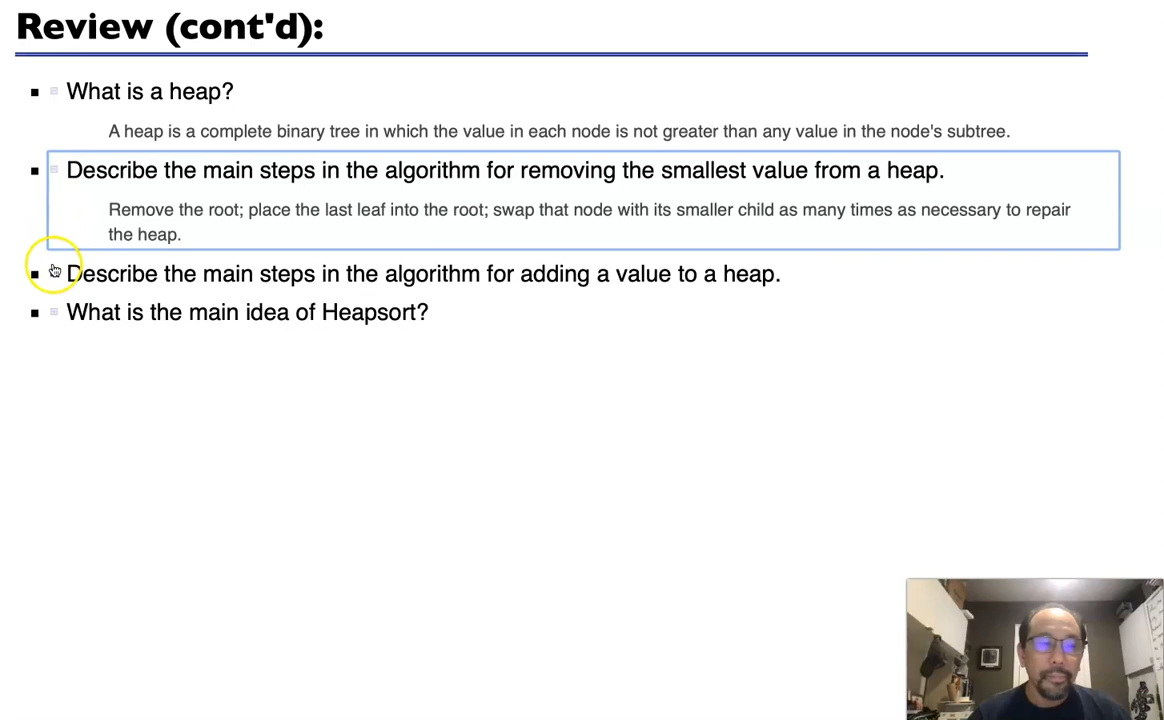 Review (cont'd):
What is a heap?
A heap is a complete binary tree in which the value in each node is not greater than any value in the node's subtree.
Describe the main steps in the algorithm for removing the smallest value from a heap.
Remove the root; place the last leaf into the root; swap that node with its smaller child as many times as necessary to repair
the heap.
Describe the main steps in the algorithm for adding a value to a heap.
What is the main idea of Heapsort?